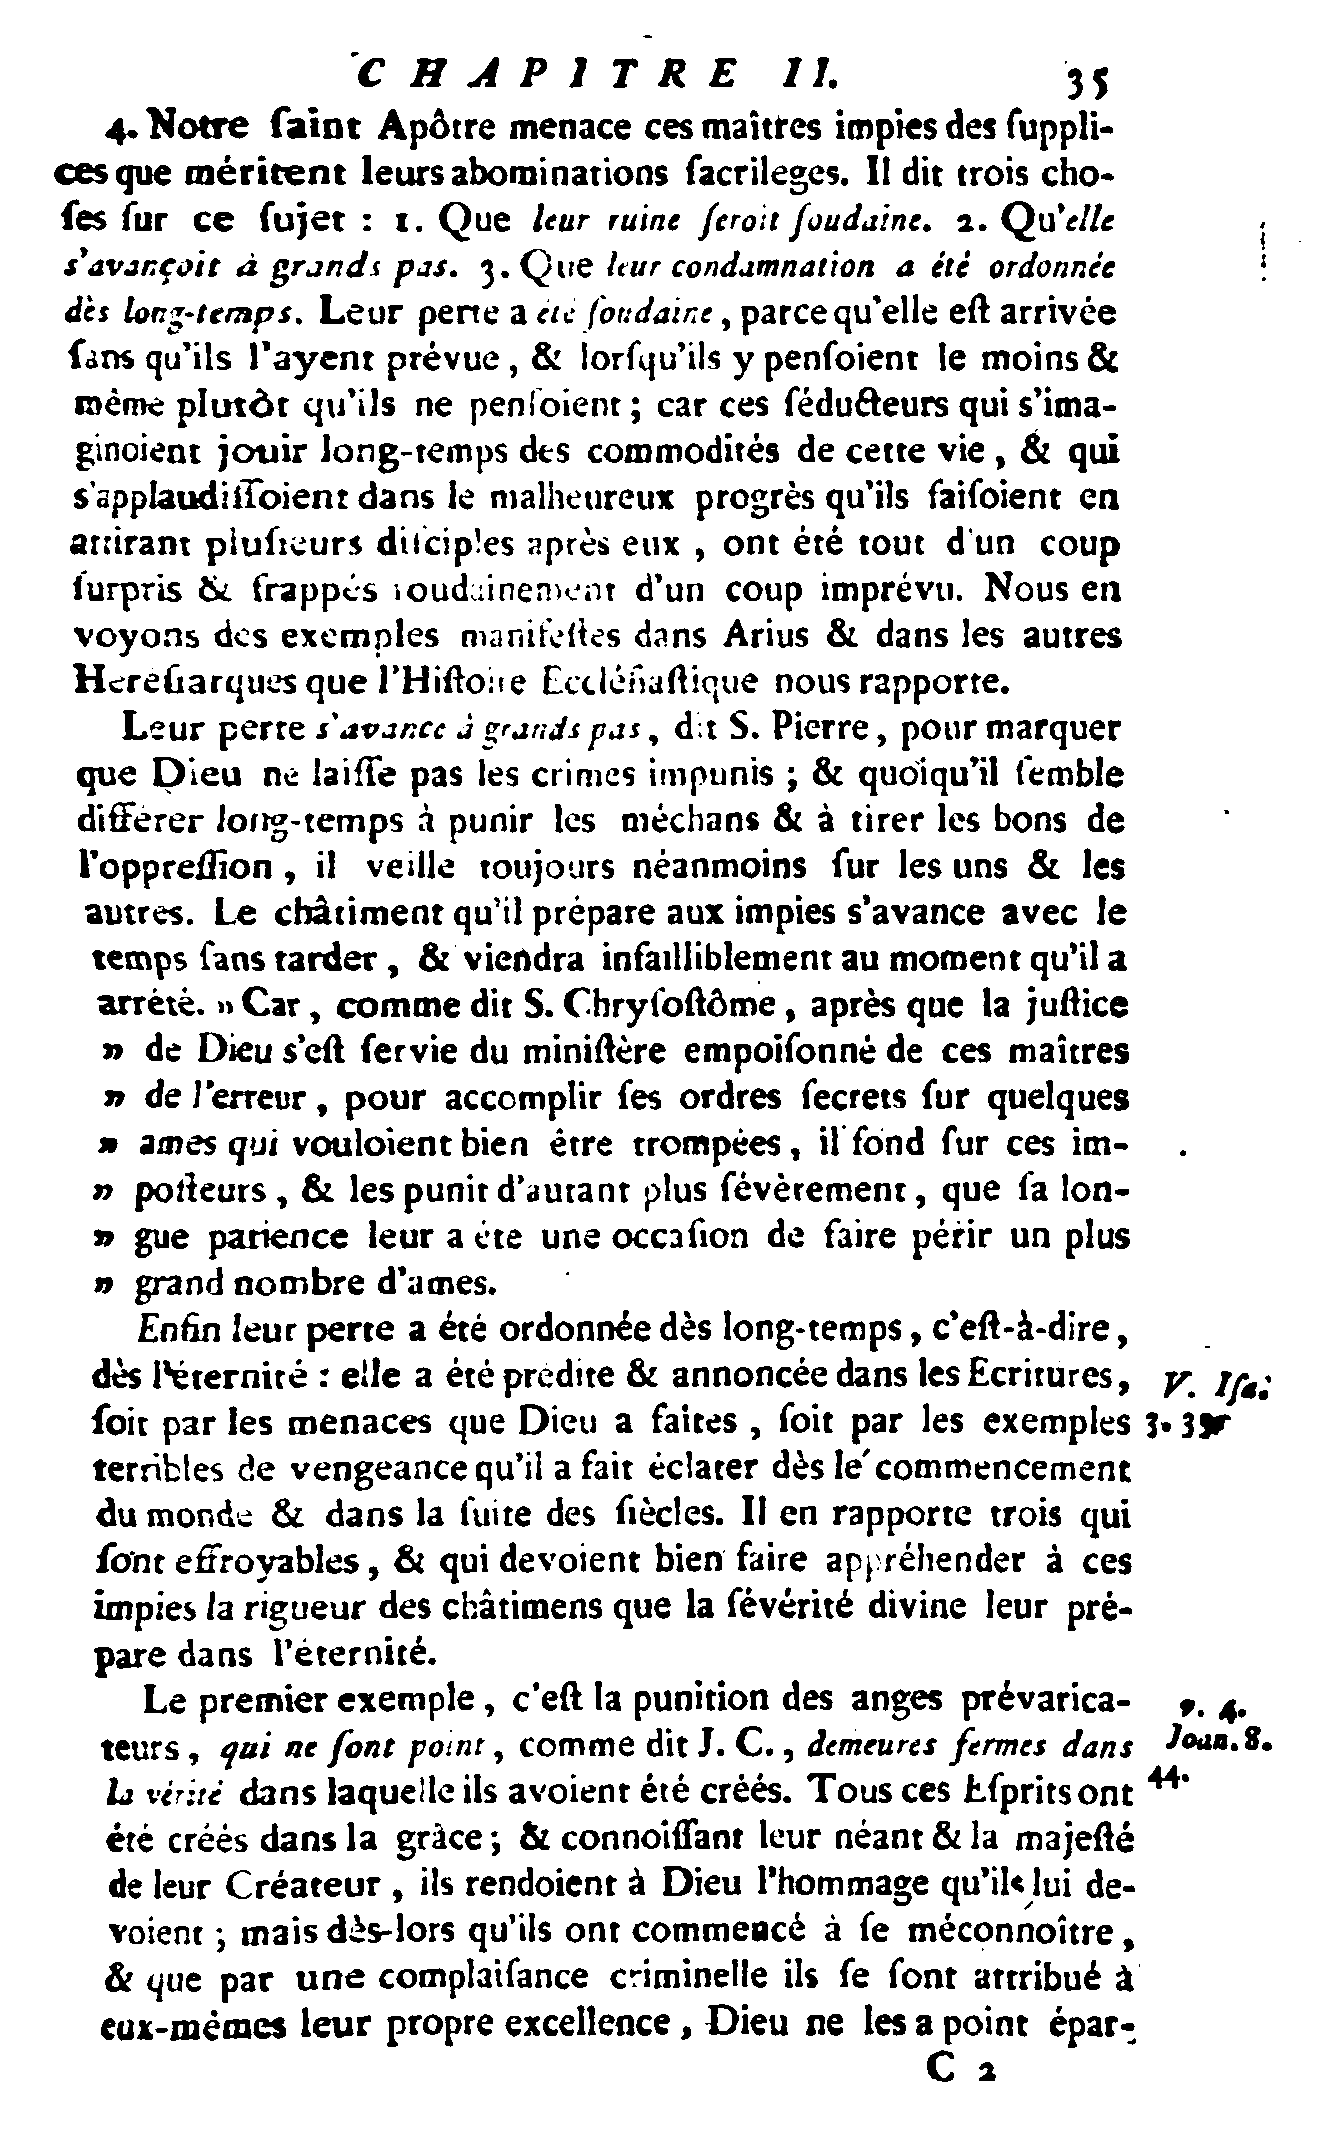 CHAPITRE II. 35
4. Notre ſaint Apôtre menace ces maîtres impies des ſuppli-
ces que méritent leurs abominations ſacrileges. Il dit trois cho-
ſes ſur ce ſujet : 1. Que leur ruine ſeroit ſoudaine. 2. Qu'elle
s'avançoit à grands pas. 3. Que leur condamnation a été ordonnée
dès long-temps. Leur perte a été ſoudaine, parce qu'elle eſt arrivée
ſans qu'ils l'ayent prévue, & lorſqu'ils y penſoient le moins &
même plutôt qu'ils ne penſoient ; car ces ſéducteurs qui s'ima-
ginoient jouir long-temps des commodités de cette vie, & qui
s'applaudiſſoient dans le malheureux progrès qu'ils faiſoient en
attirant pluſieurs diſciples après eux, ont été tout d'un coup
ſurpris & frappés ſoudainement d'un coup imprévu. Nous en
voyons des exemples manifeſtes dans Arius & dans les autres
Héréſiarques que l'Hiſtoire Eccléſiaſtique nous rapporte.
Leur perte s'avance à grands pas, dit S. Pierre, pour marquer
que Dieu ne laiſſe pas les crimes impunis ; & quoiqu'il ſemble
différer long-temps à punir les méchans & à tirer les bons de
l'oppreſſion, il veille toujours néanmoins ſur les uns & les
autres. Le châtiment qu'il prépare aux impies s'avance avec le
temps ſans tarder, & viendra infailliblement au moment qu'il a
arrêté. » Car, comme dit S. Chryſoſtôme, après que la juſtice
» de Dieu s'eſt ſervie du miniſtère empoiſonné de ces maîtres
» de l'erreur, pour accomplir ſes ordres ſecrets ſur quelques
» ames qui vouloient bien être trompées, il fond ſur ces im-
» poſteurs, & les punit d'autant plus ſévèrement, que ſa lon-
» gue patience leur a été une occaſion de faire périr un plus
» grand nombre d'ames.
Enfin leur perte a été ordonnée dès long-temps, c'eſt-à-dire,
dès l'éternité : elle a été prédite & annoncée dans les Ecritures, V. Iſa.
ſoit par les menaces que Dieu a faites, ſoit par les exemples 3.
terribles de vengeance qu'il a fait éclater dès le commencement
du monde & dans la ſuite des ſiècles. Il en rapporte trois qui
ſont effroyables, & qui devoient bien faire appréhender à ces
impies la rigueur des châtimens que la ſévérité divine leur pré-
pare dans l'éternité.
Le premier exemple, c'eſt la punition des anges prévarica- v. 4.
teurs, qui ne ſont point, comme dit J. C., demeurés fermes dans Joan. 8.
la vérité dans laquelle ils avoient été créés. Tous ces Eſprits ont 44.
été créés dans la grâce ; & connoiſſant leur néant & la majeſté
de leur Créateur, ils rendoient à Dieu l'hommage qu'ils lui de-
voient ; mais dès-lors qu'ils ont commencé à ſe méconnoître,
& que par une complaiſance criminelle ils ſe ſont attribué à
eux-mêmes leur propre excellence, Dieu ne les a point épar-
C 2